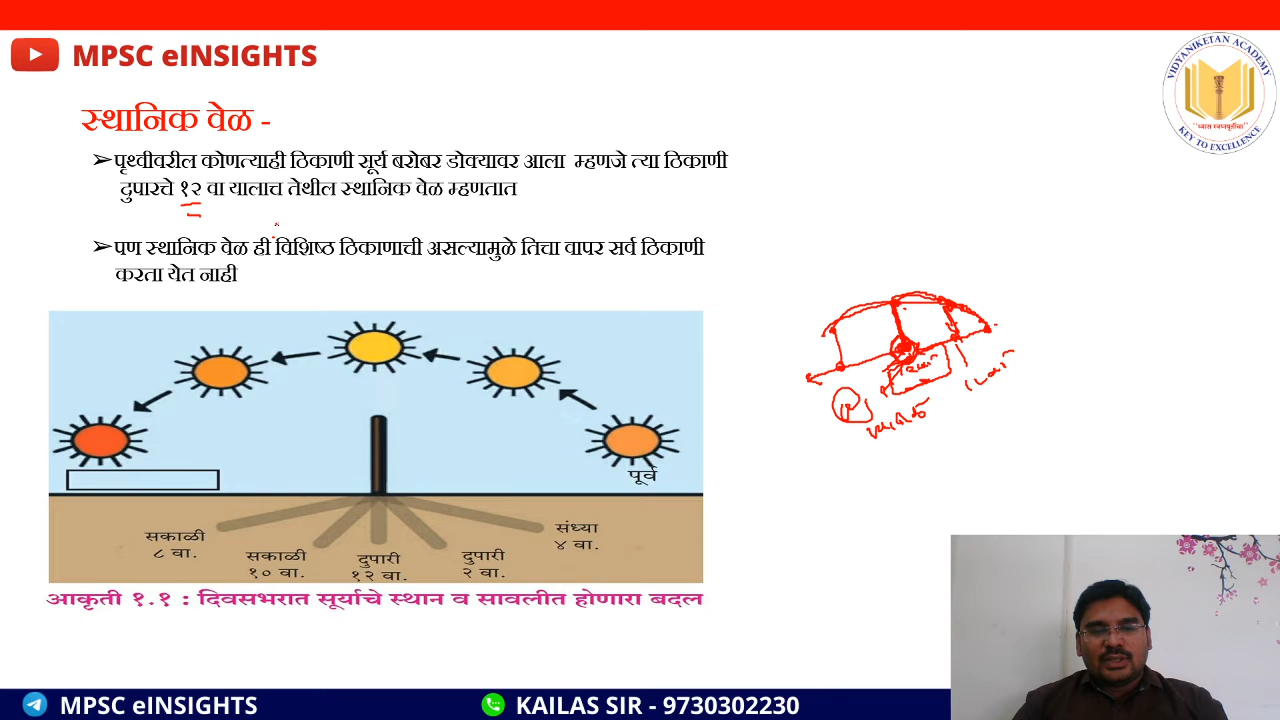 MPSC eINSIGHTS
VIDYANIKETAN ACADEMY
"ध्यास स्वप्नपूर्तीचा"
KEY TO EXCELLENCE
स्थानिक वेळ -
➢पृथ्वीवरील कोणत्याही ठिकाणी सूर्य बरोबर डोक्यावर आला म्हणजे त्या ठिकाणी
दुपारचे १२ वा यालाच तेथील स्थानिक वेळ म्हणतात
➢पण स्थानिक वेळ ही विशिष्ठ ठिकाणाची असल्यामुळे तिचा वापर सर्व ठिकाणी
करता येत नाही
पूर्व
सकाळी
८ वा.
सकाळी
१० वा.
दुपारी
१२ वा.
दुपारी
२ वा.
संध्या
४ वा.
आकृती १.१ : दिवसभरात सूर्याचे स्थान व सावलीत होणारा बदल
MPSC eINSIGHTS
KAILAS SIR - 9730302230